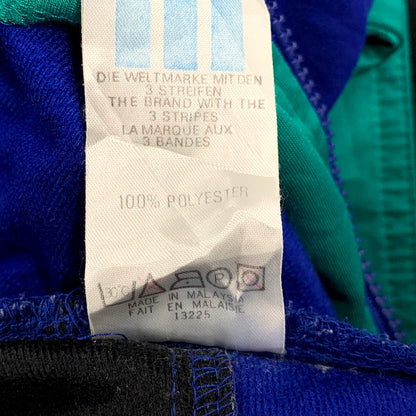 DIE WELTMARKE MIT DEN
3 STREIFEN
THE BRAND WITH THE
3 STRIPES
LA MARQUE AUX
3 BANDES
100% POLYESTER
30°C
MADE IN MALAYSIA
FAIT EN MALAISIE
13225